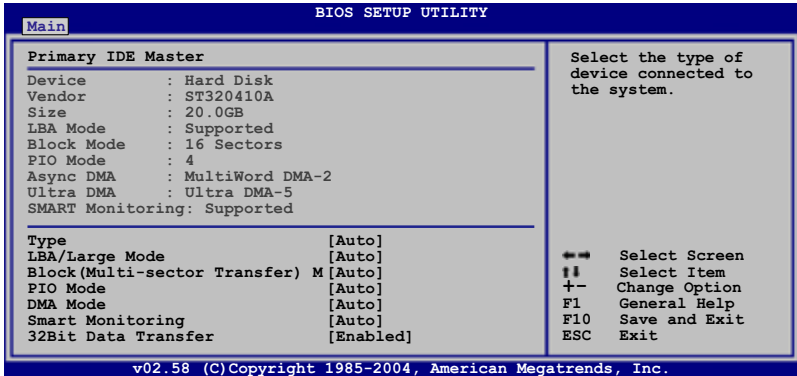 BIOS SETUP UTILITY
Main
Primary IDE Master
Device : Hard Disk
Vendor : ST320410A
Size : 20.0GB
LBA Mode : Supported
Block Mode : 16 Sectors
PIO Mode : 4
Async DMA : MultiWord DMA-2
Ultra DMA : Ultra DMA-5
SMART Monitoring: Supported
Type [Auto]
LBA/Large Mode [Auto]
Block(Multi-sector Transfer) M[Auto]
PIO Mode [Auto]
DMA Mode [Auto]
Smart Monitoring [Auto]
32Bit Data Transfer [Enabled]
Select the type of
device connected to
the system.
←→ Select Screen
↑↓ Select Item
+- Change Option
F1 General Help
F10 Save and Exit
ESC Exit
v02.58 (C)Copyright 1985-2004, American Megatrends, Inc.